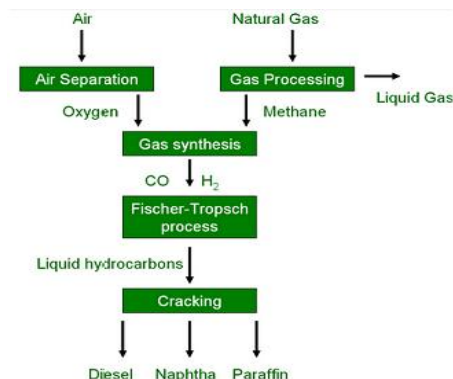 Air
Natural Gas
Air Separation
Gas Processing
Liquid Gas
Oxygen
Methane
Gas synthesis
CO H₂
Fischer-Tropsch
process
Liquid hydrocarbons
Cracking
Diesel Naphtha Paraffin